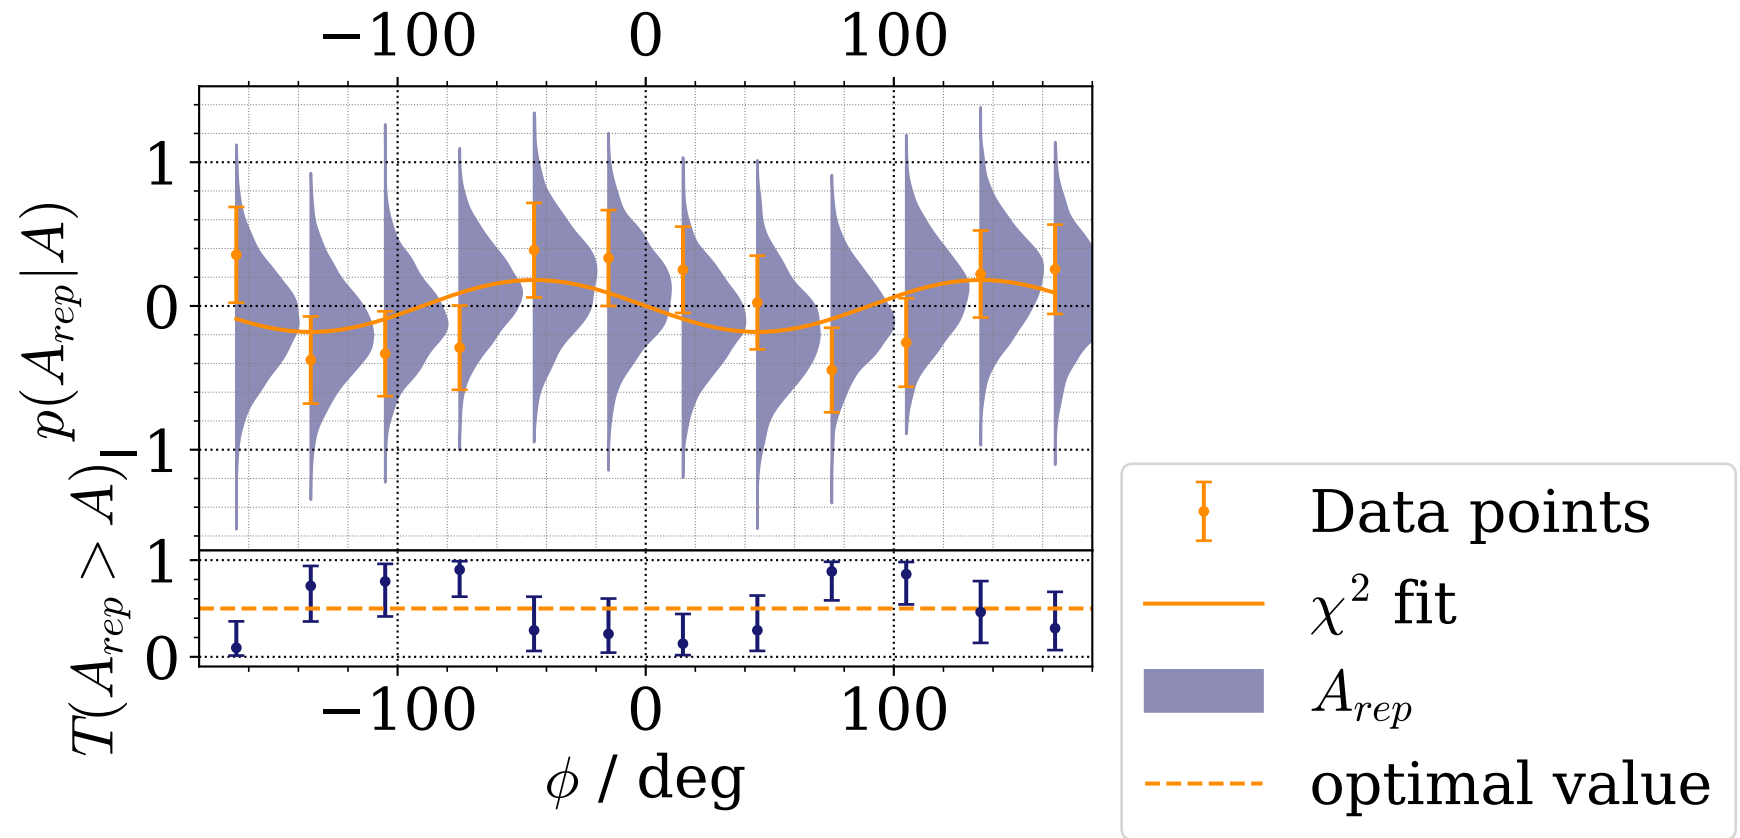 −100 0 100
p(A_rep|A)
1
0
−1
T(A_rep > A)
1
0
−100 0 100
ϕ / deg
Data points
χ² fit
A_rep
optimal value